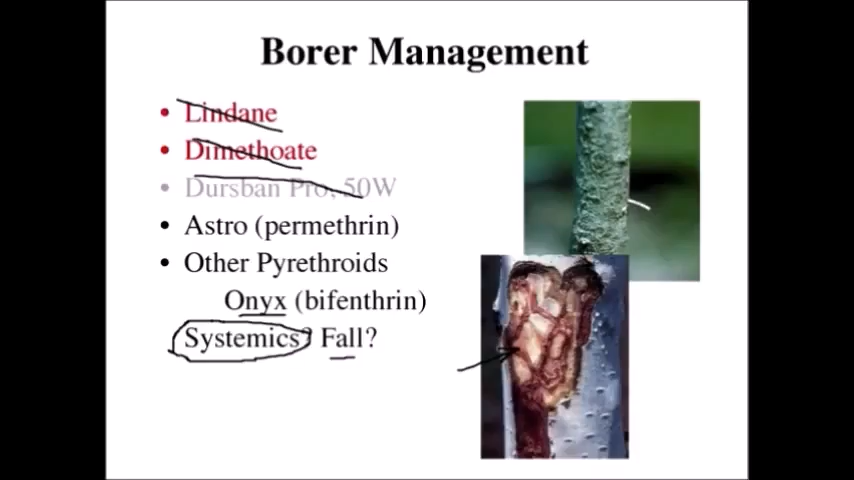 Borer Management
• Lindane
• Dimethoate
• Dursban Pro, 50W
• Astro (permethrin)
• Other Pyrethroids
Onyx (bifenthrin)
Systemics? Fall?